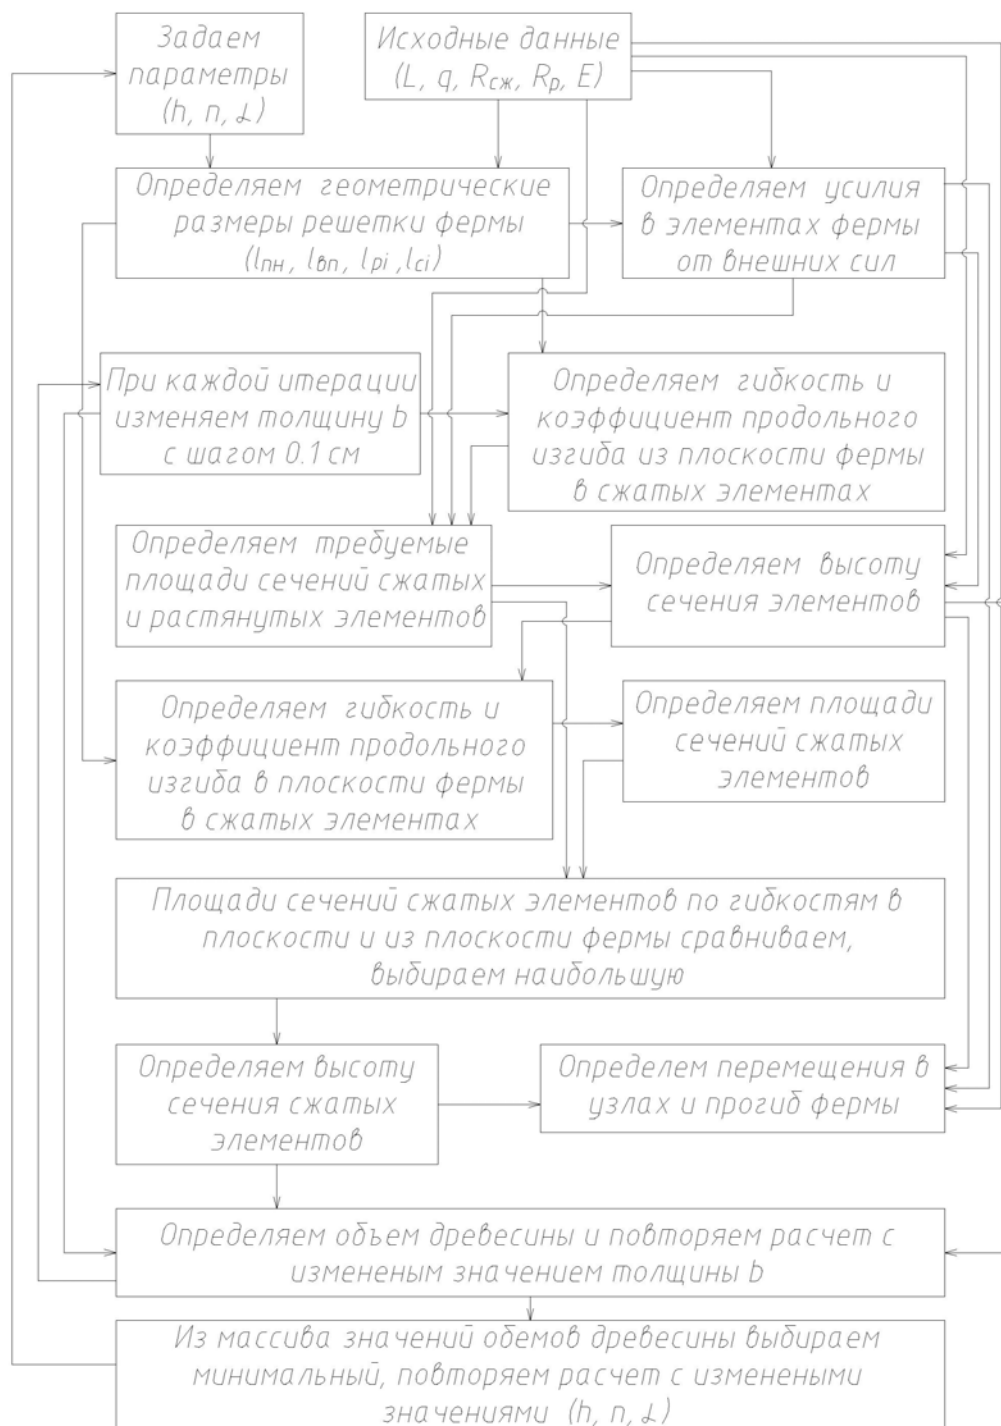 Задаем
параметры
(h, n, α)
Исходные данные
(L, q, Rсж, Rр, E)
Определяем геометрические
размеры решетки фермы
(lпн, lвп, lрi ,lсi)
Определяем усилия
в элементах фермы
от внешних сил
При каждой итерации
изменяем толщину b
с шагом 0.1 см
Определяем гибкость и
коэффициент продольного
изгиба из плоскости фермы
в сжатых элементах
Определяем требуемые
площади сечений сжатых
и растянутых элементов
Определяем высоту
сечения элементов
Определяем гибкость и
коэффициент продольного
изгиба в плоскости фермы
в сжатых элементах
Определяем площади
сечений сжатых
элементов
Площади сечений сжатых элементов по гибкостям в
плоскости и из плоскости фермы сравниваем,
выбираем наибольшую
Определяем высоту
сечения сжатых
элементов
Определем перемещения в
узлах и прогиб фермы
Определяем объем древесины и повторяем расчет с
измененым значением толщины b
Из массива значений обемов древесины выбираем
минимальный, повторяем расчет с изменеными
значениями (h, n, α)